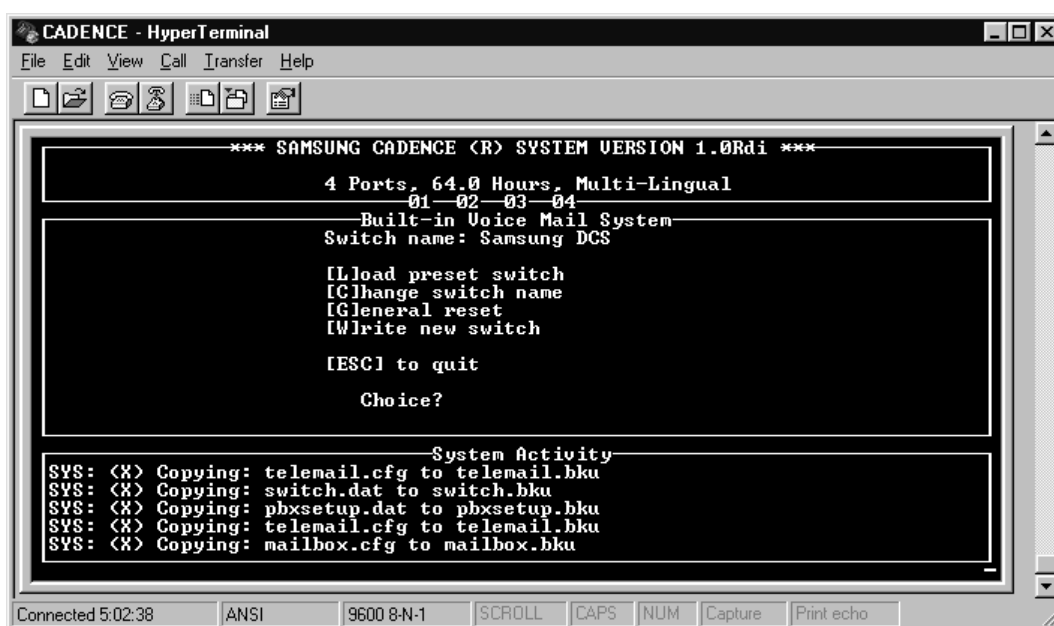 CADENCE - HyperTerminal
File Edit View Call Transfer Help
*** SAMSUNG CADENCE (R) SYSTEM VERSION 1.0Rdi ***
4 Ports, 64.0 Hours, Multi-Lingual
01 02 03 04
Built-in Voice Mail System
Switch name: Samsung DCS
[L]oad preset switch
[C]hange switch name
[G]eneral reset
[W]rite new switch
[ESC] to quit
Choice?
System Activity
SYS: (X) Copying: telemail.cfg to telemail.bku
SYS: (X) Copying: switch.dat to switch.bku
SYS: (X) Copying: pbxsetup.dat to pbxsetup.bku
SYS: (X) Copying: telemail.cfg to telemail.bku
SYS: (X) Copying: mailbox.cfg to mailbox.bku
Connected 5:02:38 ANSI 9600 8-N-1 SCROLL CAPS NUM Capture Print echo